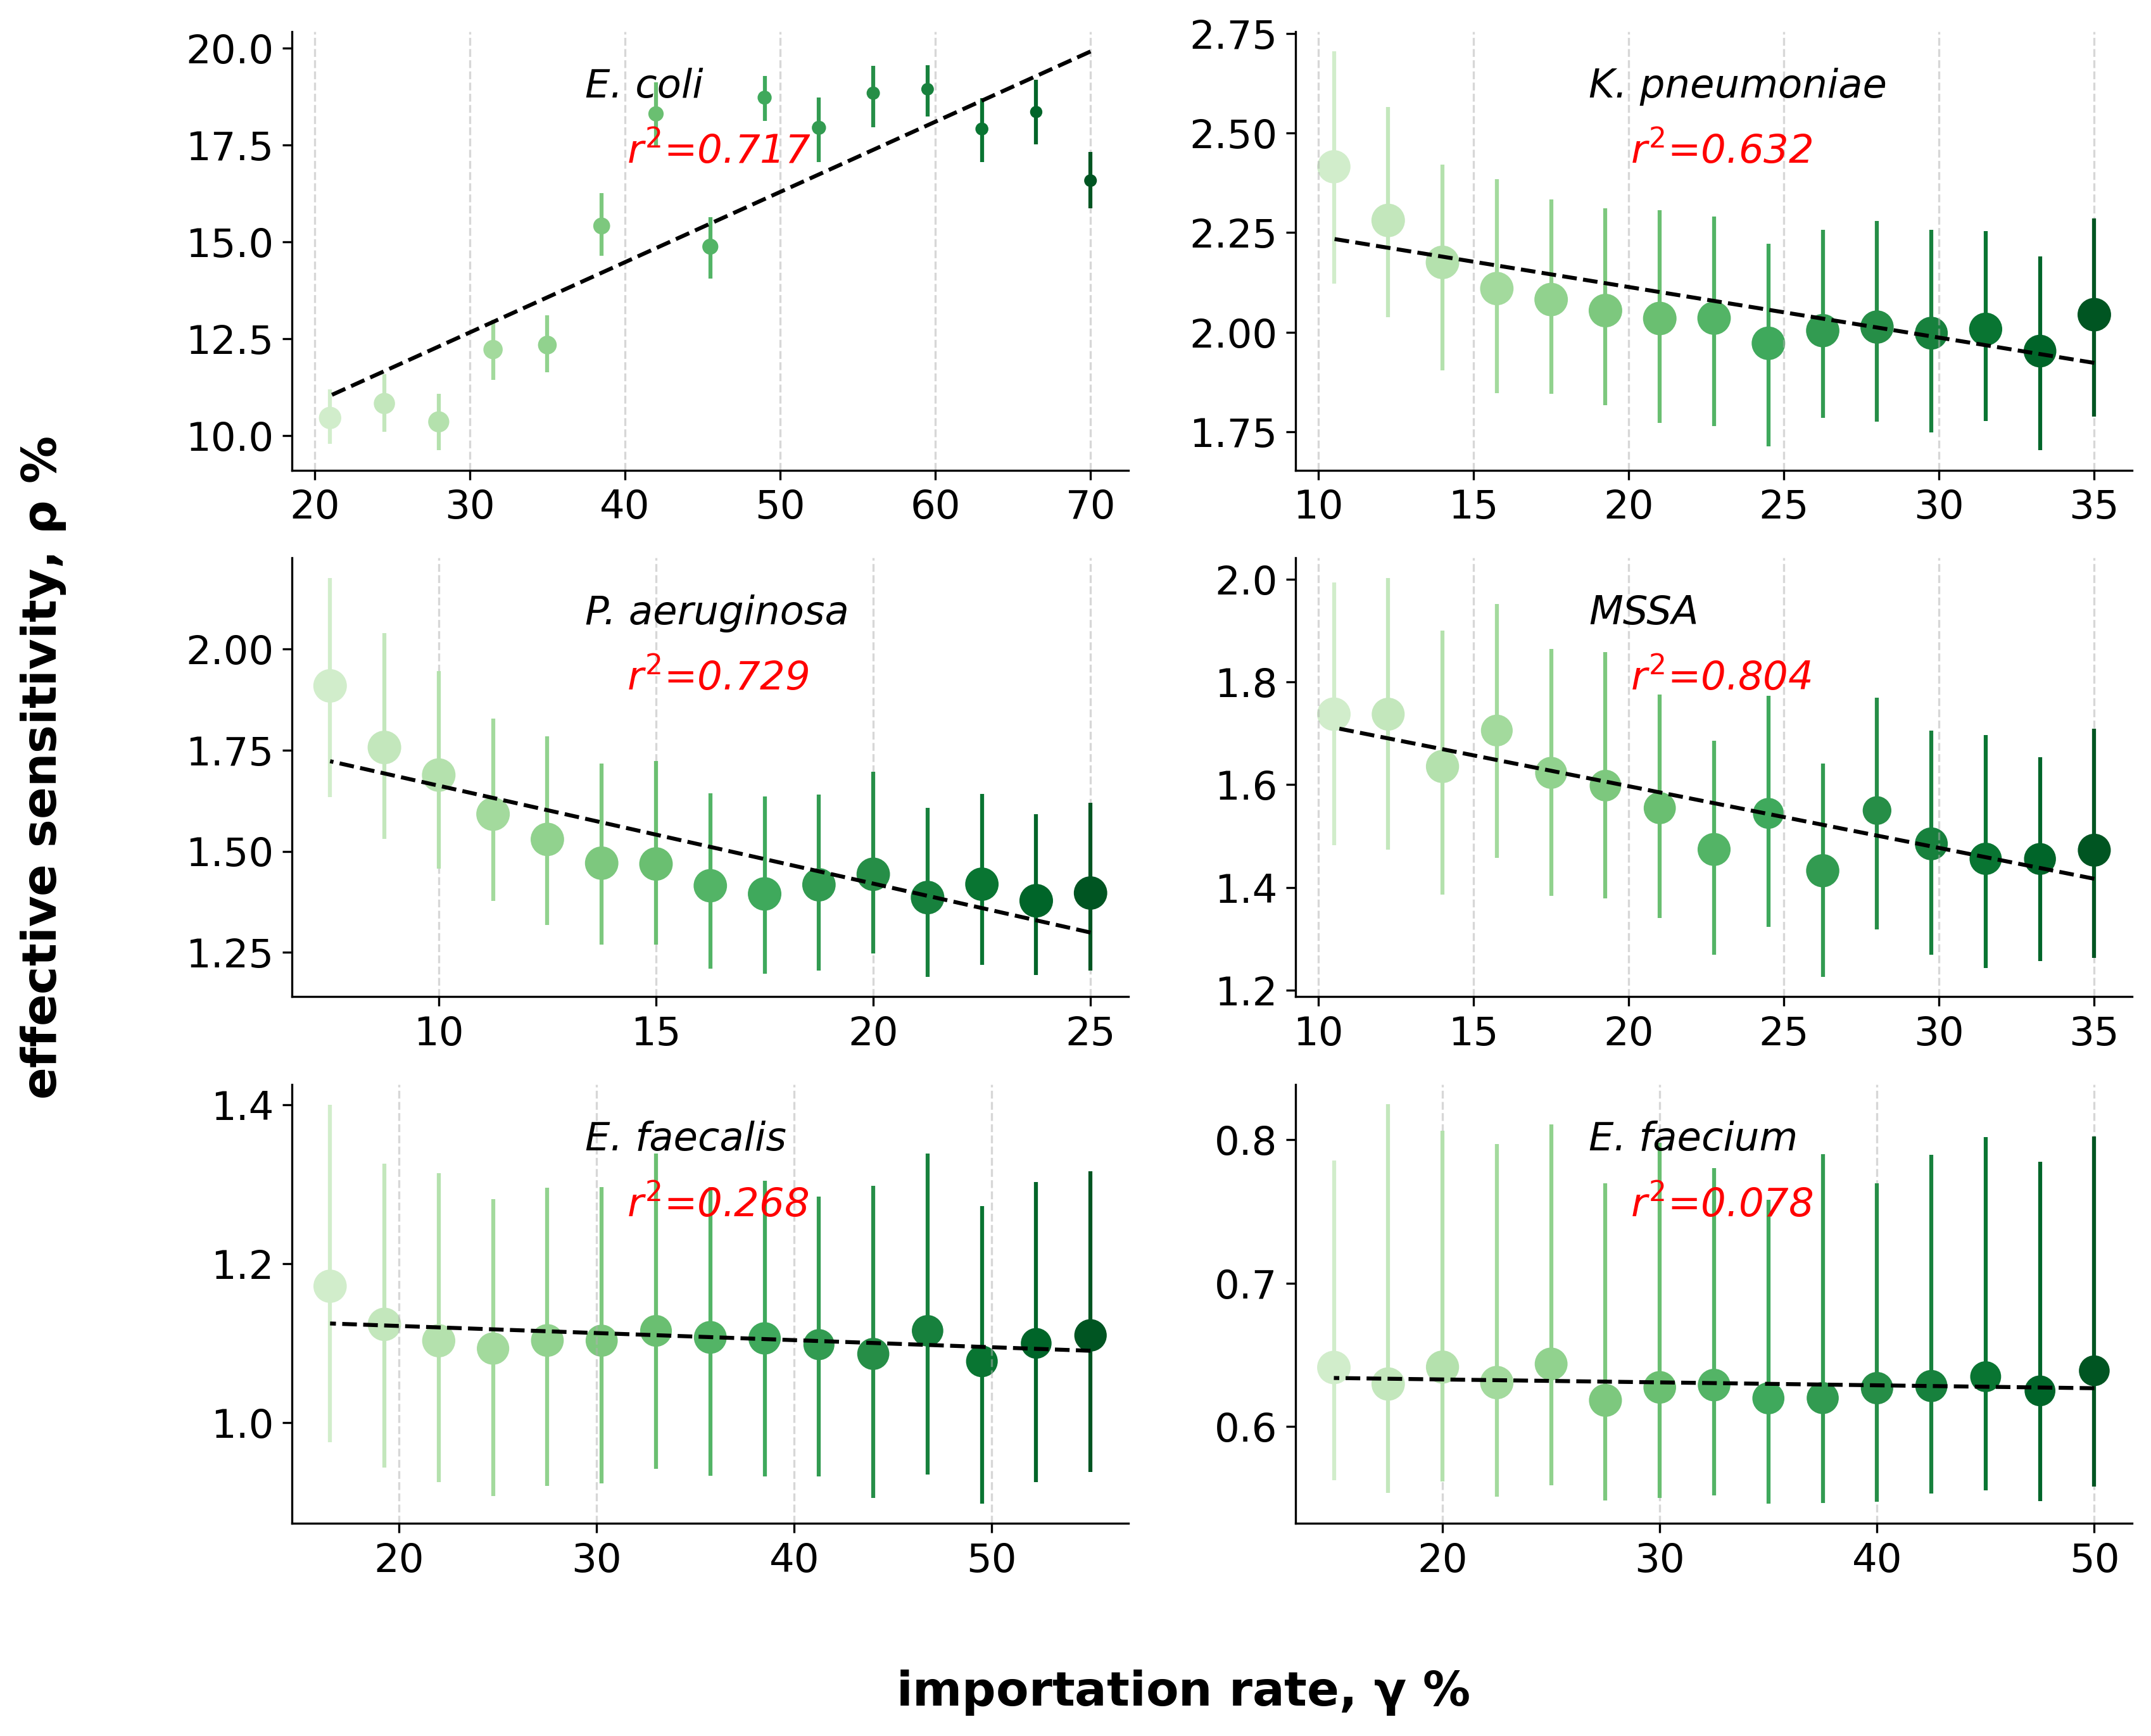 effective sensitivity, ρ %
E. coli
r²=0.717
20.0
17.5
15.0
12.5
10.0
20 30 40 50 60 70
K. pneumoniae
r²=0.632
2.75
2.50
2.25
2.00
1.75
10 15 20 25 30 35
P. aeruginosa
r²=0.729
2.00
1.75
1.50
1.25
10 15 20 25
MSSA
r²=0.804
2.0
1.8
1.6
1.4
1.2
10 15 20 25 30 35
E. faecalis
r²=0.268
1.4
1.2
1.0
20 30 40 50
E. faecium
r²=0.078
0.8
0.7
0.6
20 30 40 50
importation rate, γ %